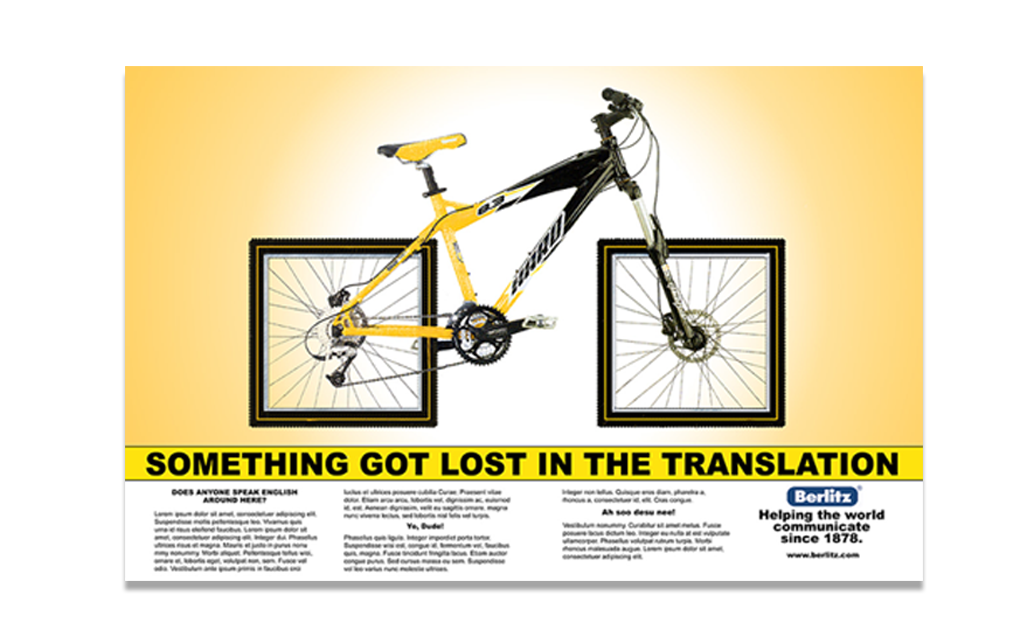 SOMETHING GOT LOST IN THE TRANSLATION
DOES ANYONE SPEAK ENGLISH
AROUND HERE?
Lorem ipsum dolor sit amet, consectetuer adipiscing elit.
Suspendisse mollis pellentesque leo. Vivamus quis
urna id risus eleifend faucibus. Lorem ipsum dolor sit
amet, consectetuer adipiscing elit. Integer dui. Phasellus
ultrices risus et magna. Mauris et justo in purus nono
mmy nonummy. Morbi aliquet. Pellentesque tellus wisi,
ornare id, lobortis eget, volutpat non, sem. Fusce vel
odio. Vestibulum ante ipsum primis in faucibus orci
luctus et ultrices posuere cubilia Curae; Praesent vitae
dolor. Etiam arcu arcu, lobortis vel, dignissim ac, euismod
id, est. Aenean dignissim, velit eu sagittis ornare, magna
nunc viverra lectus, sed lobortis nisl felis vel turpis.
Yo, Dude!
Phasellus quis ligula. Integer imperdiet porta tortor.
Suspendisse wisi est, congue id, fermentum vel, faucibus
quis, magna. Fusce tincidunt fringilla lacus. Etiam auctor
congue purus. Sed cursus massa eu sem. Suspendisse
vel leo varius nunc molestie ultrices.
Integer non tellus. Quisque eros diam, pharetra a,
rhoncus a, consectetuer id, elit. Cras congue.
Ah soo desu nee!
Vestibulum nonummy. Curabitur sit amet metus. Fusce
posuere lacus dictum leo. Integer eu nulla at est vulputate
ullamcorper. Phasellus volutpat rutrum turpis. Morbi
rhoncus malesuada augue. Lorem ipsum dolor sit amet,
consectetuer adipiscing elit.
Berlitz®
Helping the world
communicate
since 1878.
www.berlitz.com